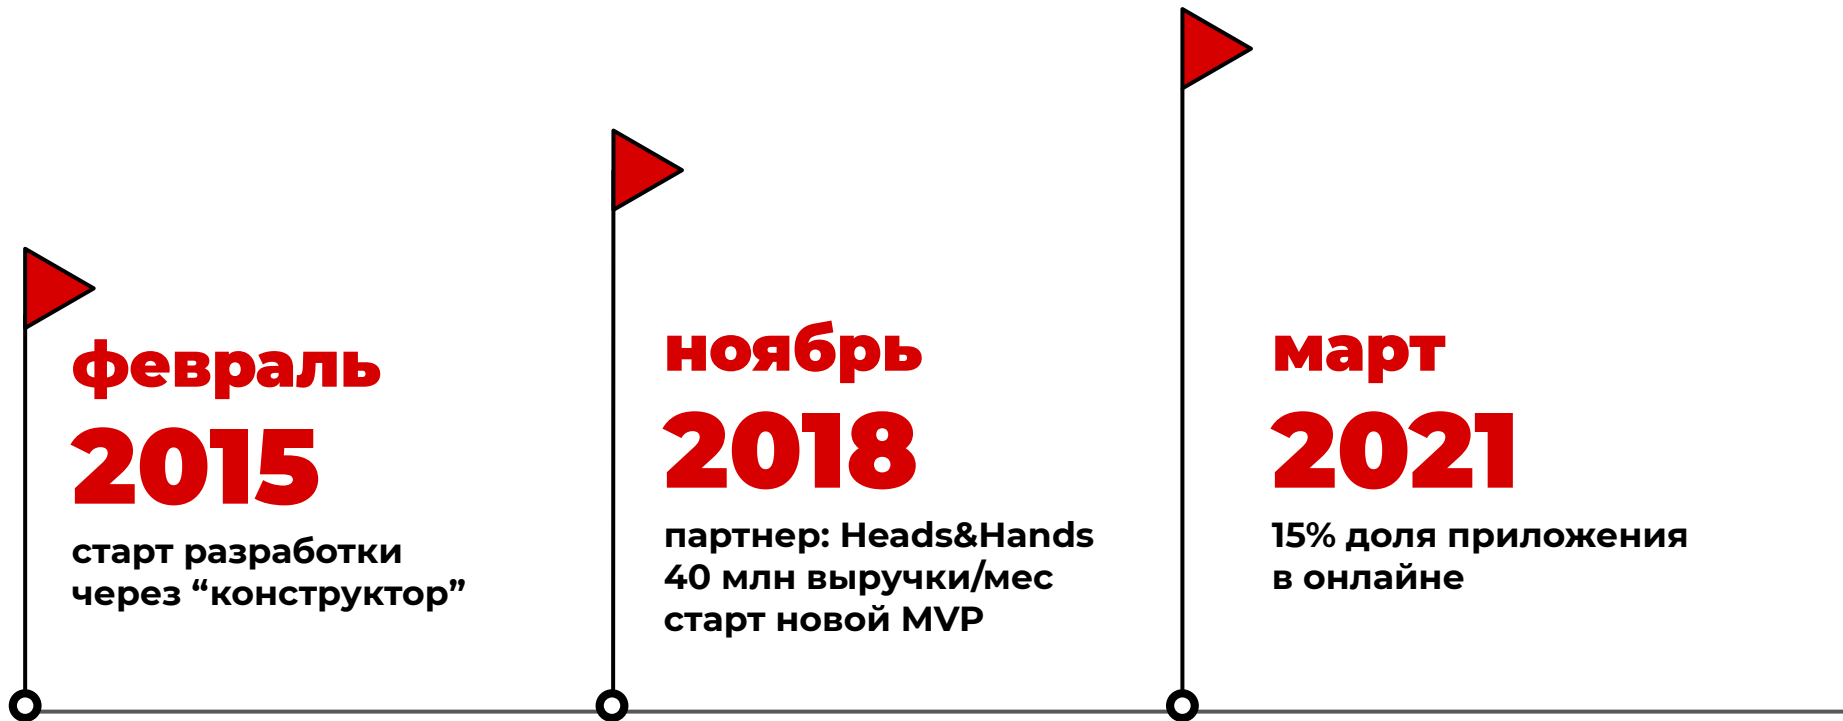 февраль
2015
старт разработки
через “конструктор”
ноябрь
2018
партнер: Heads&Hands
40 млн выручки/мес
старт новой MVP
март
2021
15% доля приложения
в онлайне